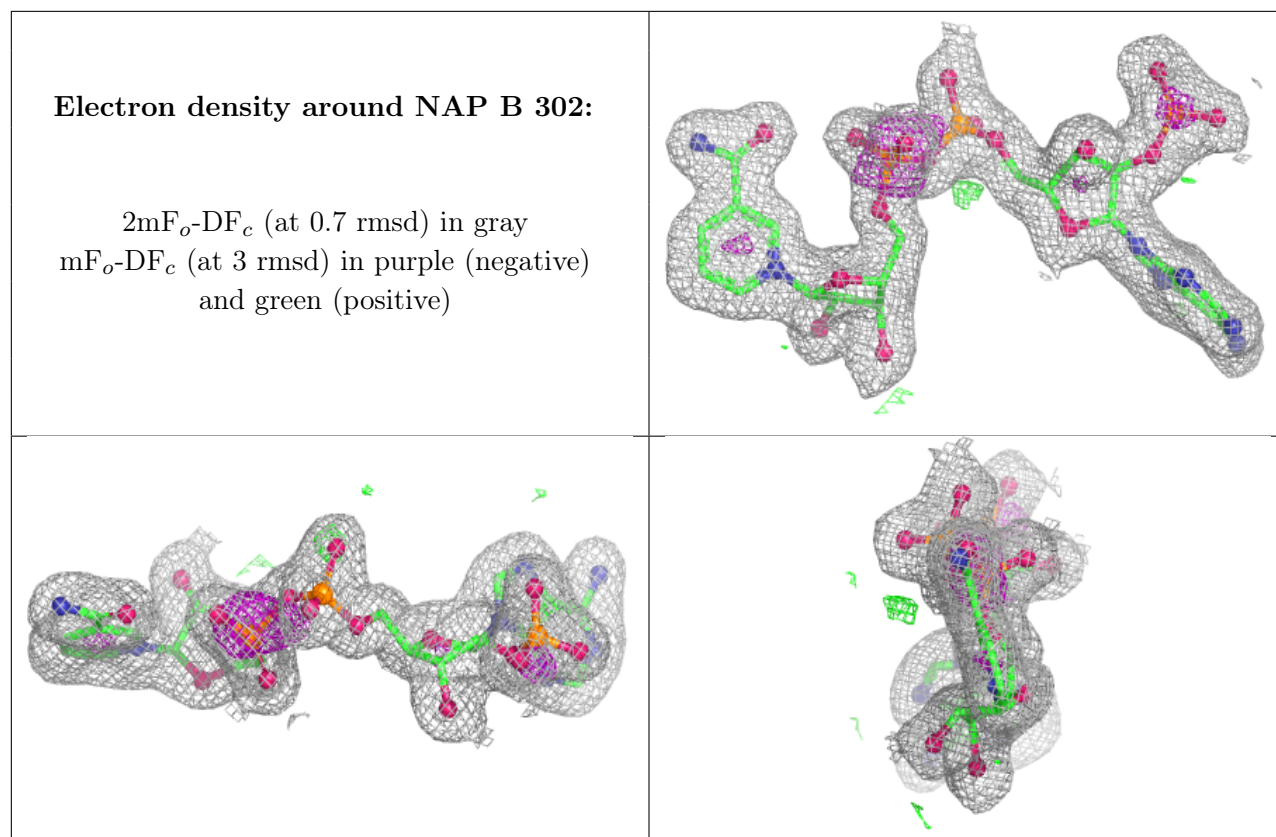 Electron density around NAP B 302:
2mFo-DFc (at 0.7 rmsd) in gray
mFo-DFc (at 3 rmsd) in purple (negative)
and green (positive)